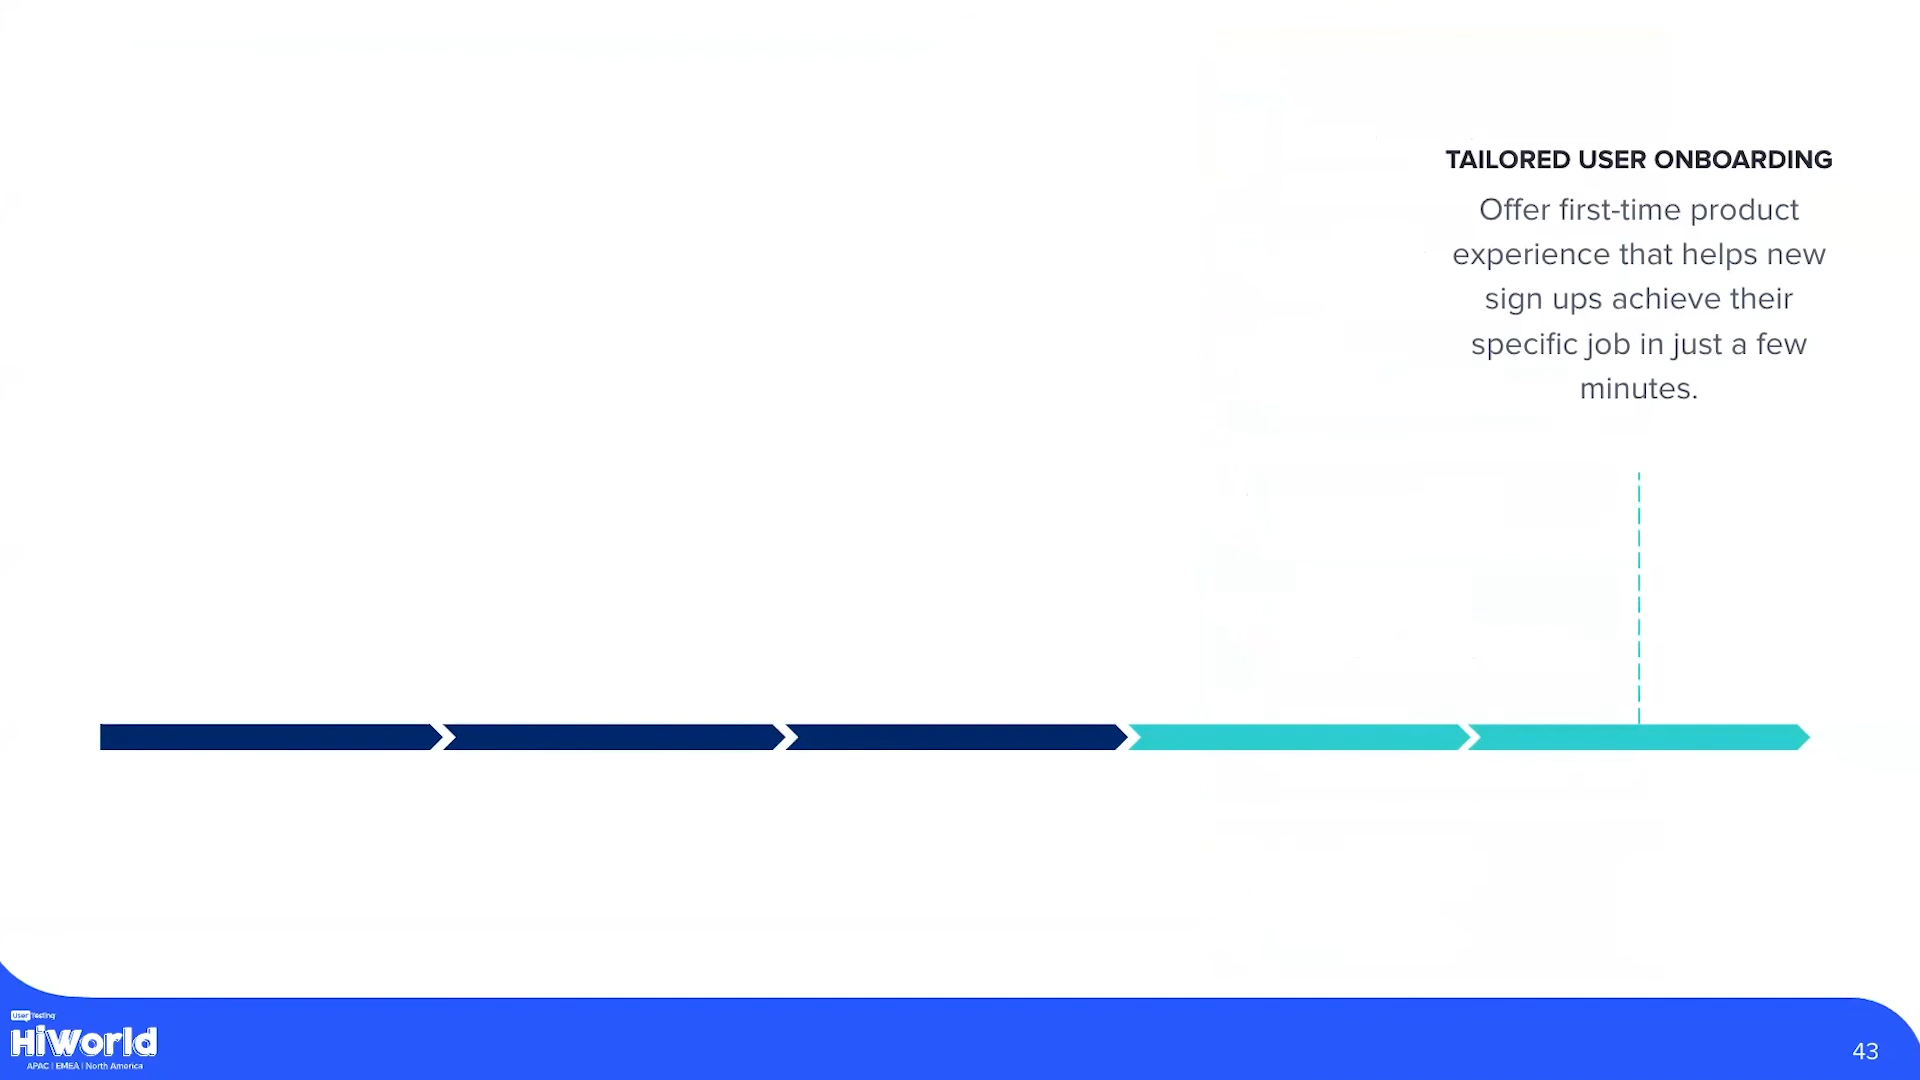 TAILORED USER ONBOARDING
Offer first-time product
experience that helps new
sign ups achieve their
specific job in just a few
minutes.
UserTesting
HiWorld
APAC | EMEA | North America
43